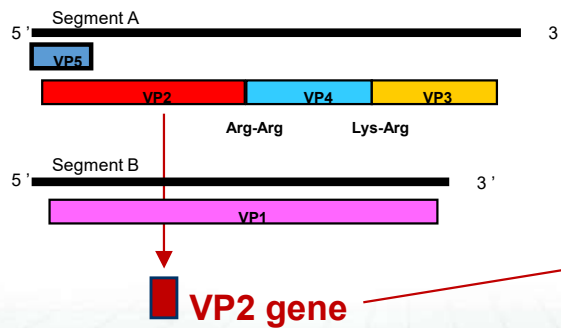 Segment A
5 ’ 3
VP5
VP2 VP4 VP3
Arg-Arg Lys-Arg
Segment B
5 ’ 3 ’
VP1
VP2 gene